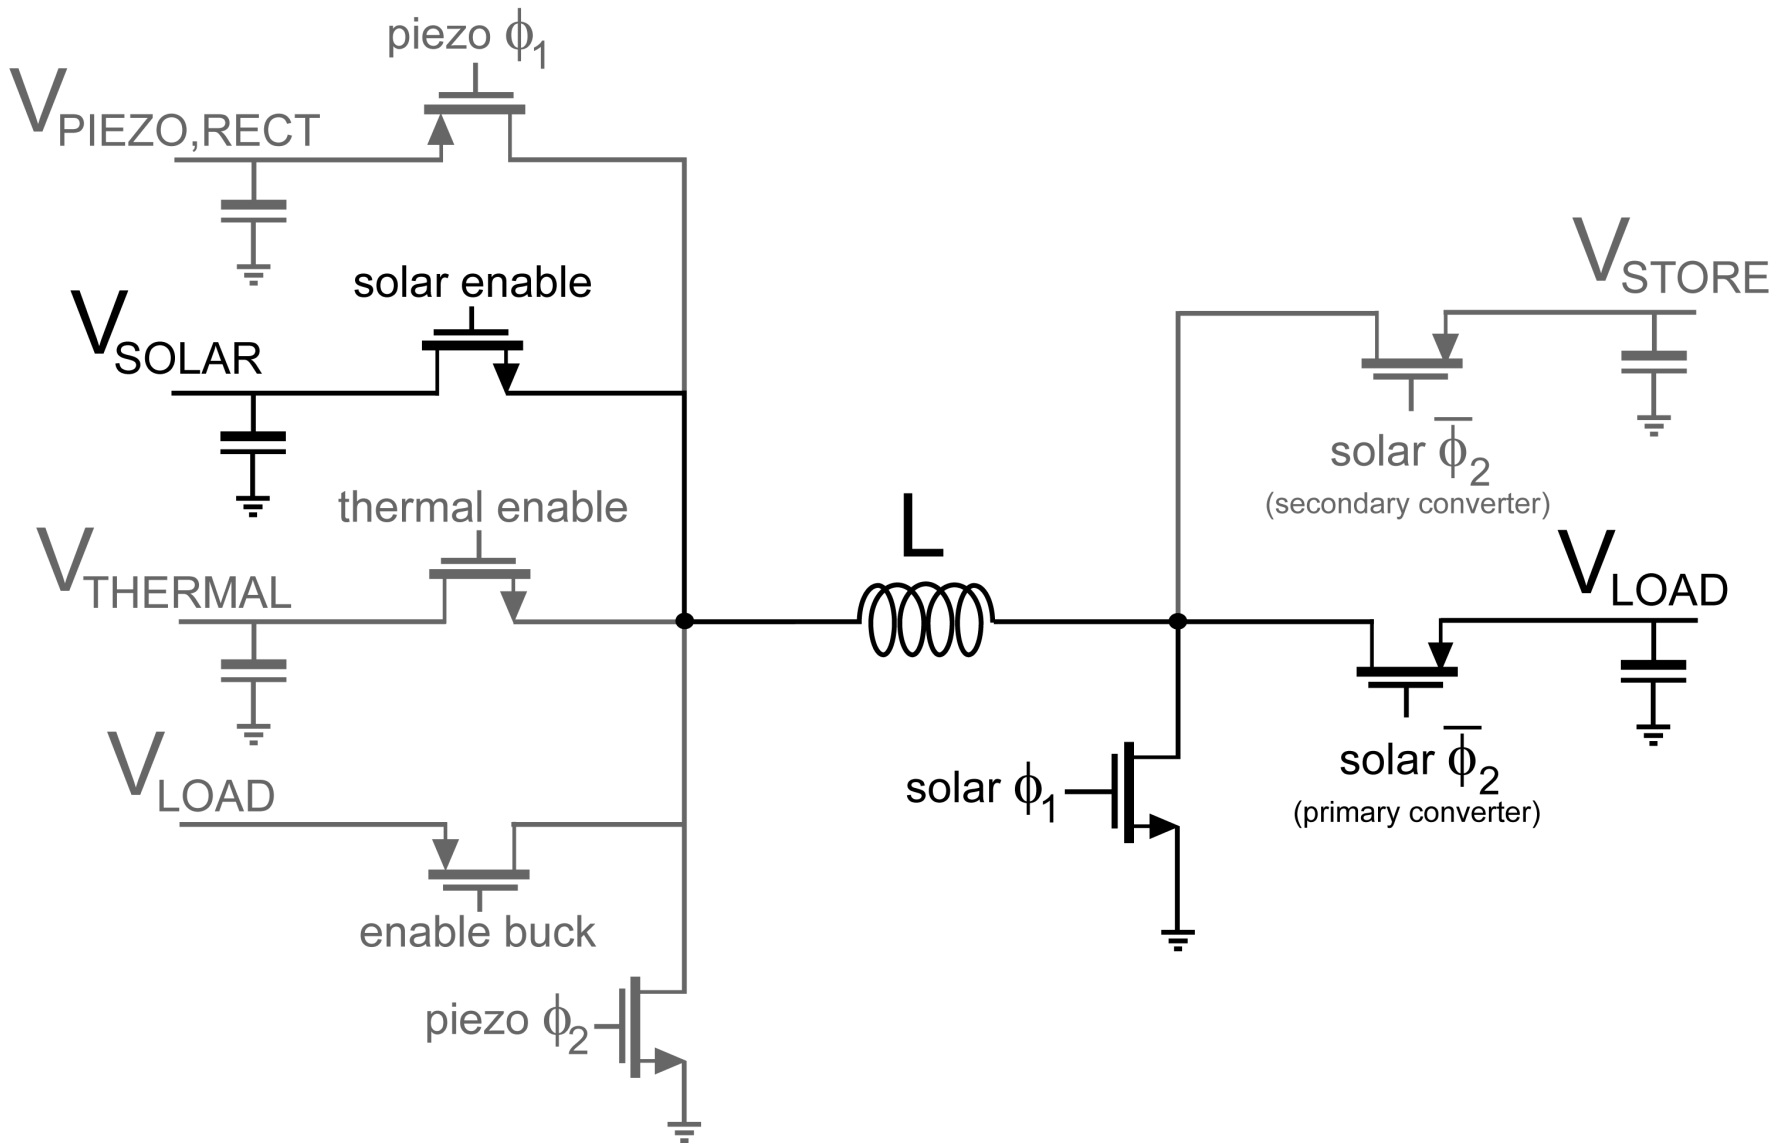 piezo ϕ1
VPIEZO,RECT
solar enable
VSOLAR
thermal enable
VTHERMAL
VLOAD
enable buck
piezo ϕ2
L
VSTORE
solar ϕ̅2
(secondary converter)
VLOAD
solar ϕ1
solar ϕ̅2
(primary converter)